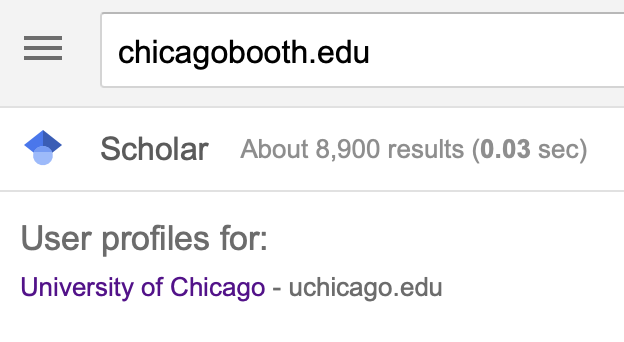 chicagobooth.edu
Scholar About 8,900 results (0.03 sec)
User profiles for:
University of Chicago - uchicago.edu